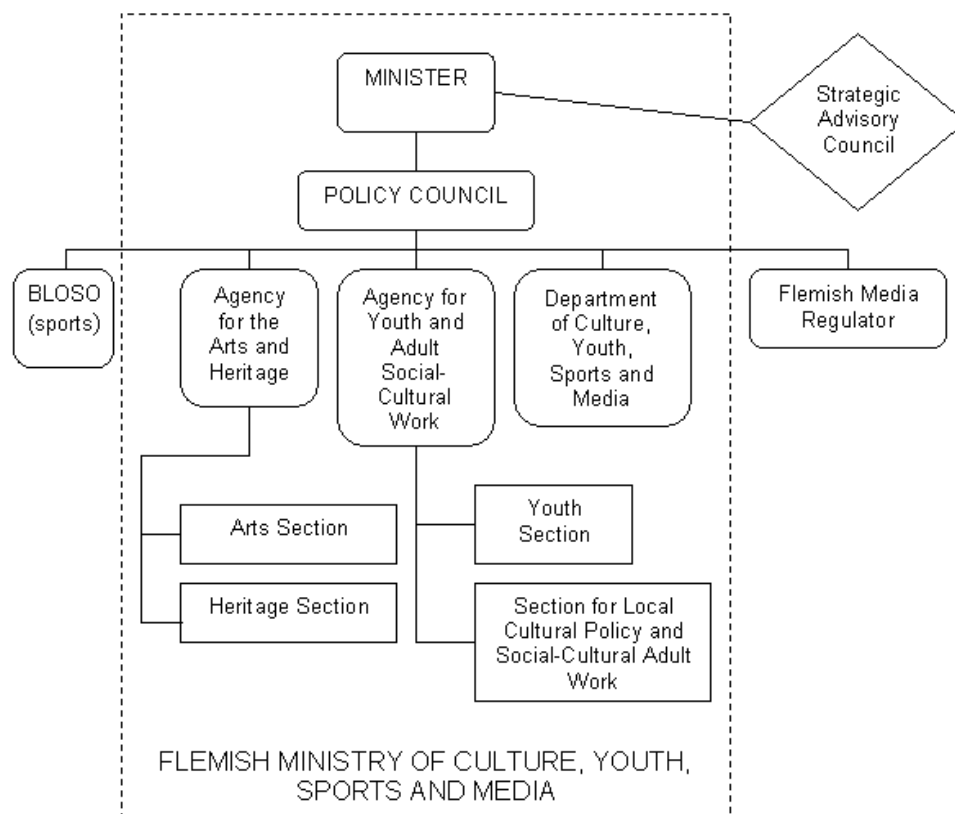 MINISTER
Strategic
Advisory
Council
POLICY COUNCIL
BLOSO
(sports)
Agency
for the
Arts and
Heritage
Agency for
Youth and
Adult
Social-
Cultural
Work
Department
of Culture,
Youth,
Sports and
Media
Flemish Media
Regulator
Arts Section
Heritage Section
Youth
Section
Section for Local
Cultural Policy and
Social-Cultural Adult
Work
FLEMISH MINISTRY OF CULTURE, YOUTH,
SPORTS AND MEDIA